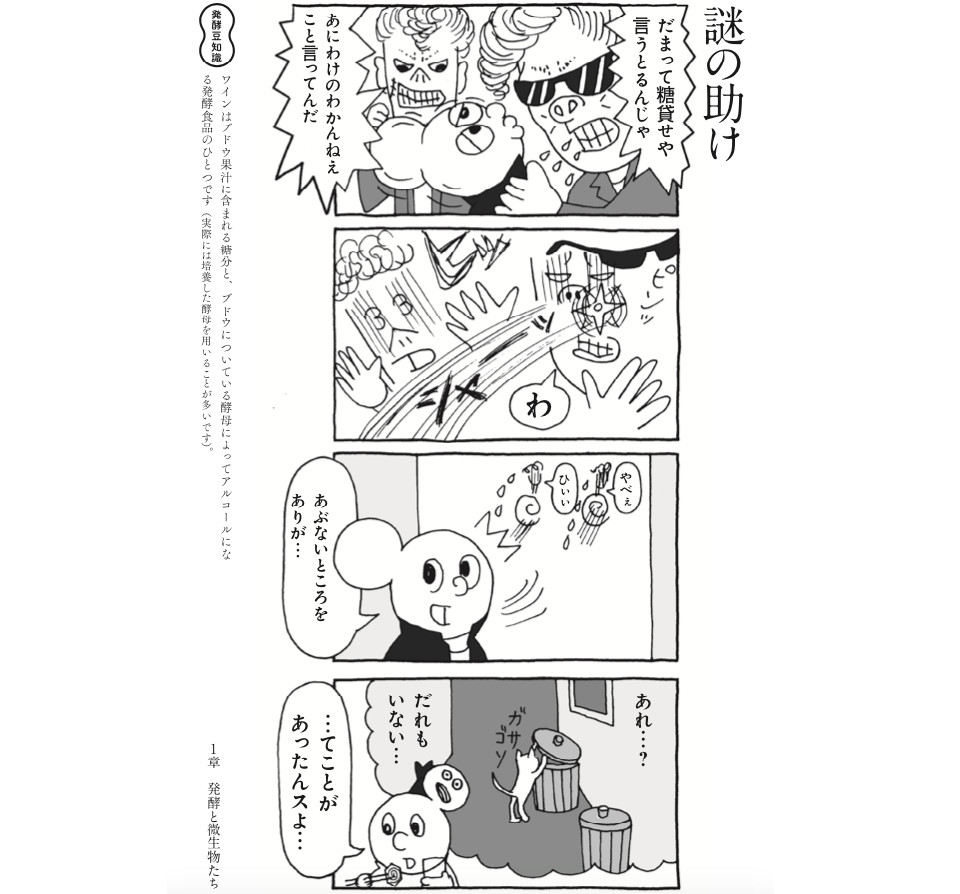 謎の助け
だまって糖貸せや
言うとるんじゃ
あにわけのわかんねえ
こと言ってんだ
ビーン
シャ
わ
やべぇ
ひぃぃ
あぶないところを
ありが…
あれ…?
ガサ
ゴソ
だれも
いない…
…てことが
あったんスよ…
発酵豆知識
ワインはブドウ果汁に含まれる糖分と、ブドウについている酵母によってアルコールにな
る発酵食品のひとつです（実際には培養した酵母を用いることが多いです）。
1章 発酵と微生物たち